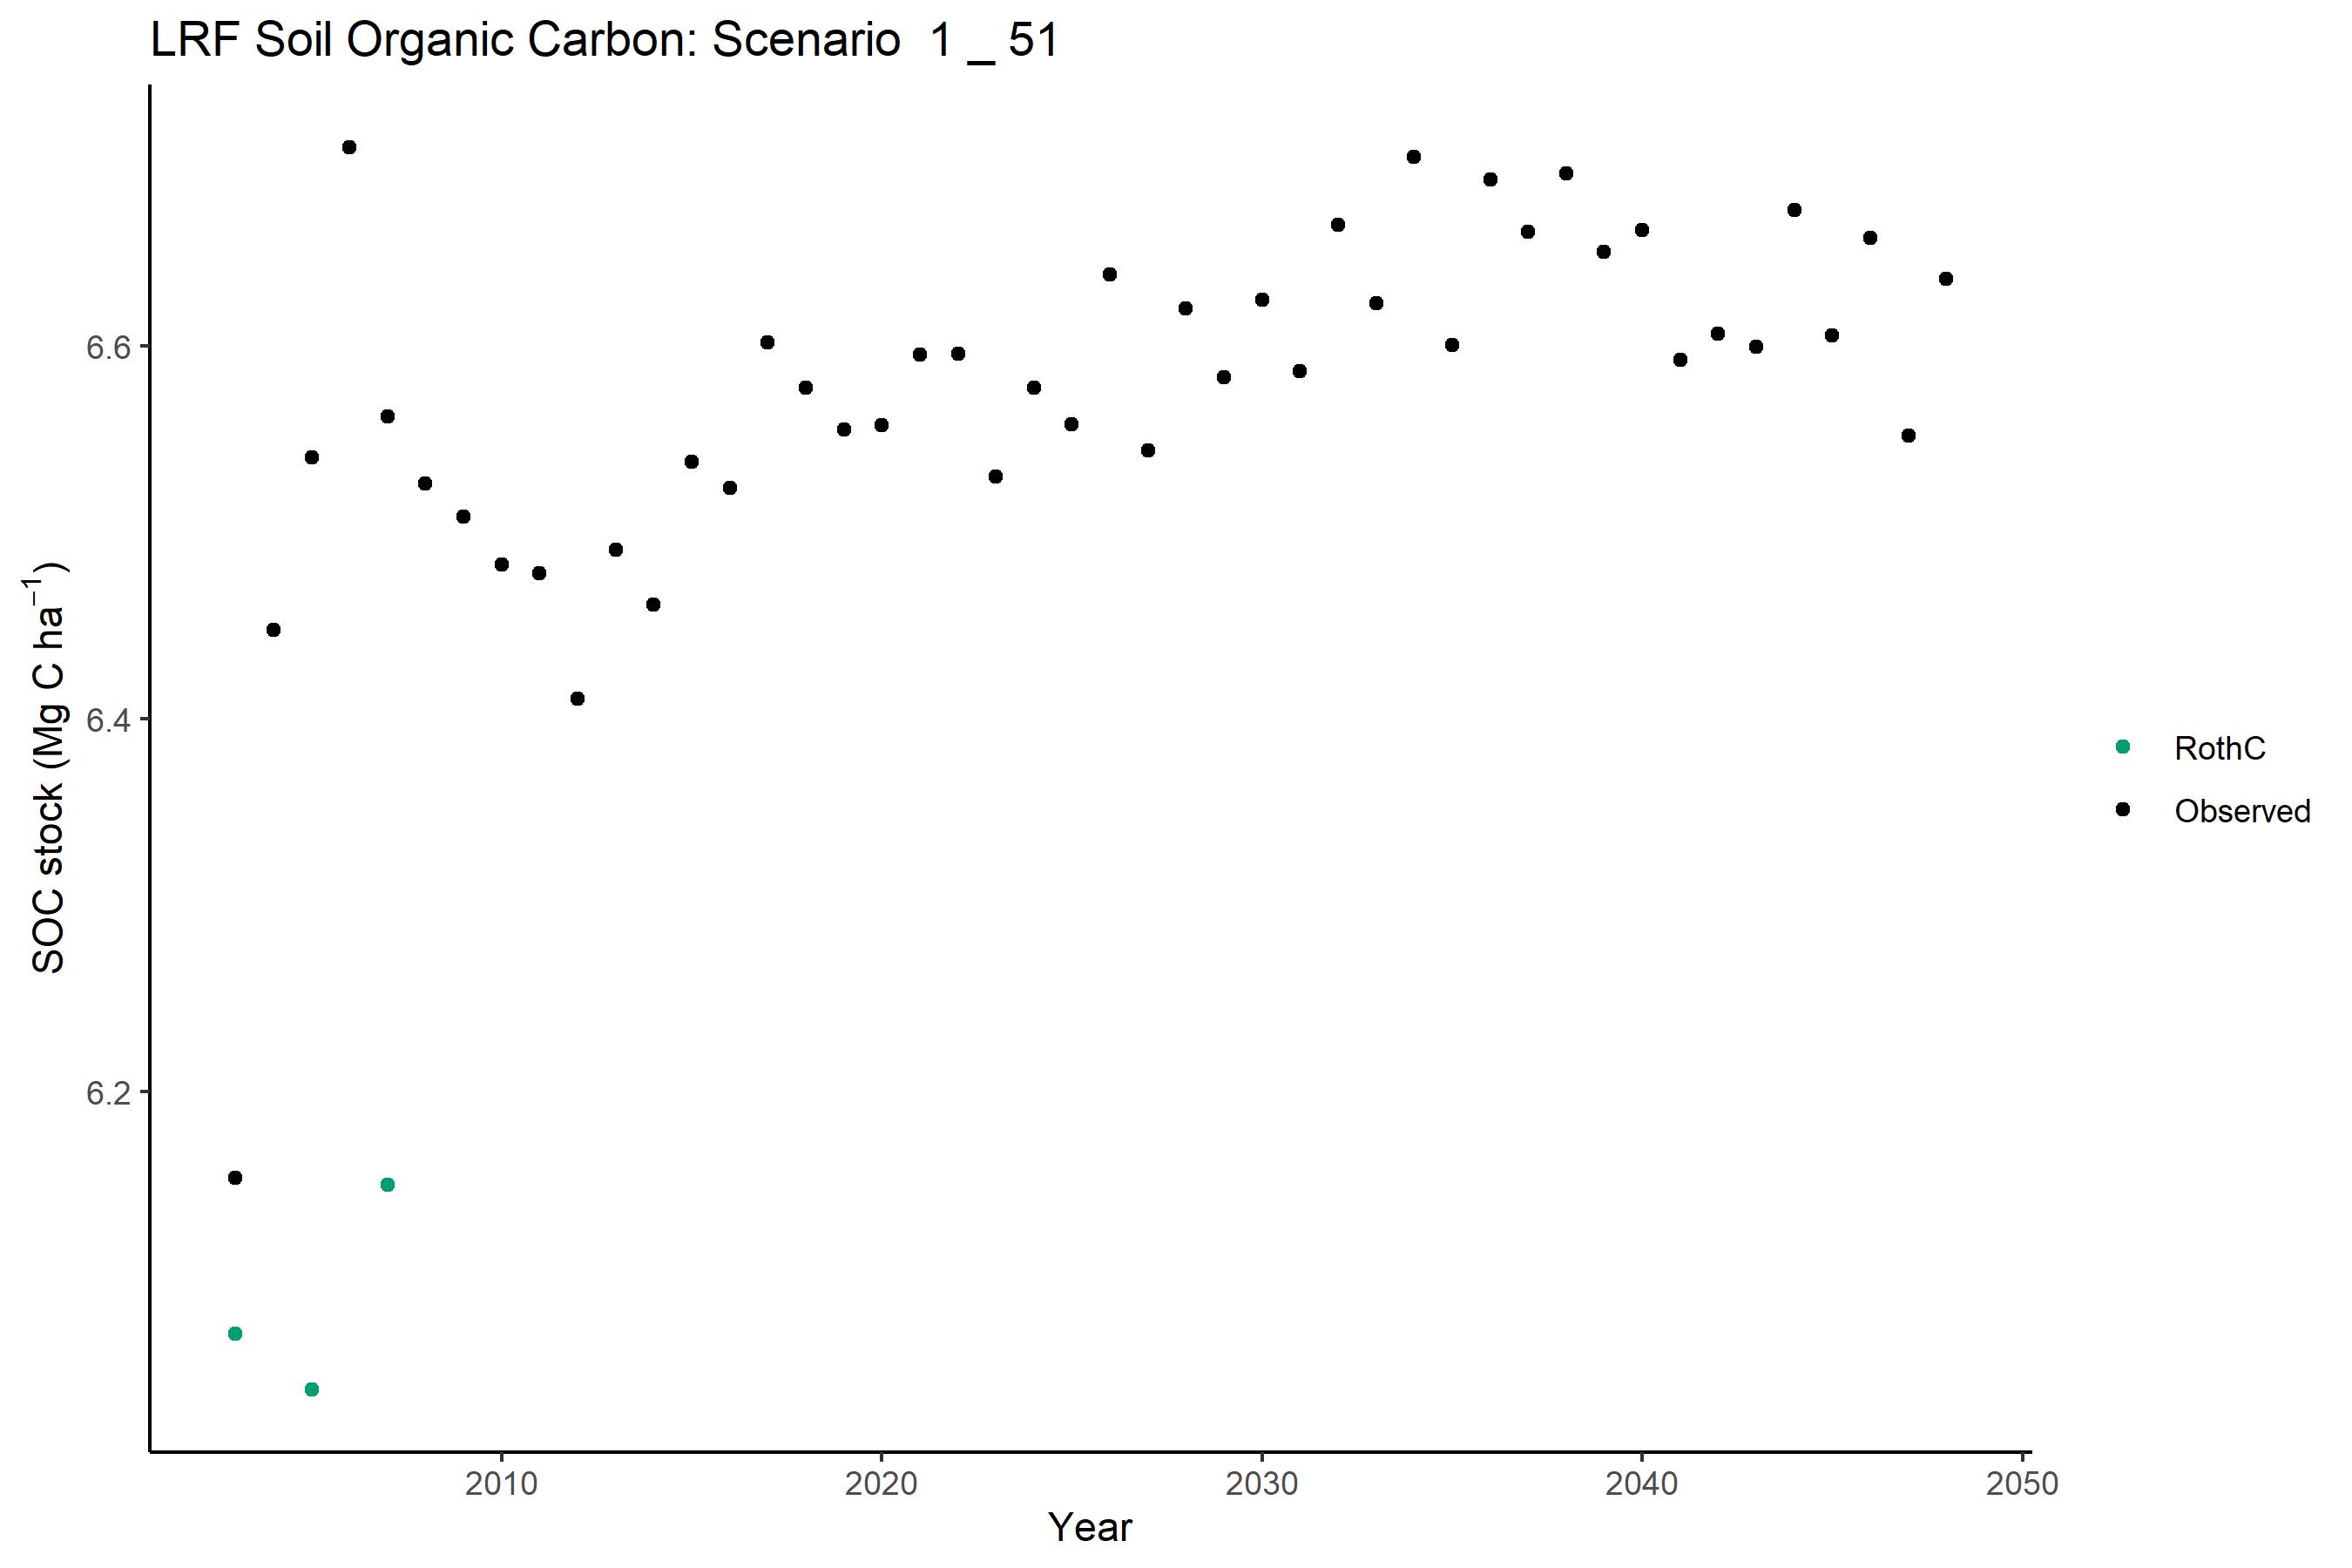 LRF Soil Organic Carbon: Scenario  1 _ 51
SOC stock (Mg C ha⁻¹)
6.6
6.4
6.2
2010 2020 2030 2040 2050
Year
RothC
Observed